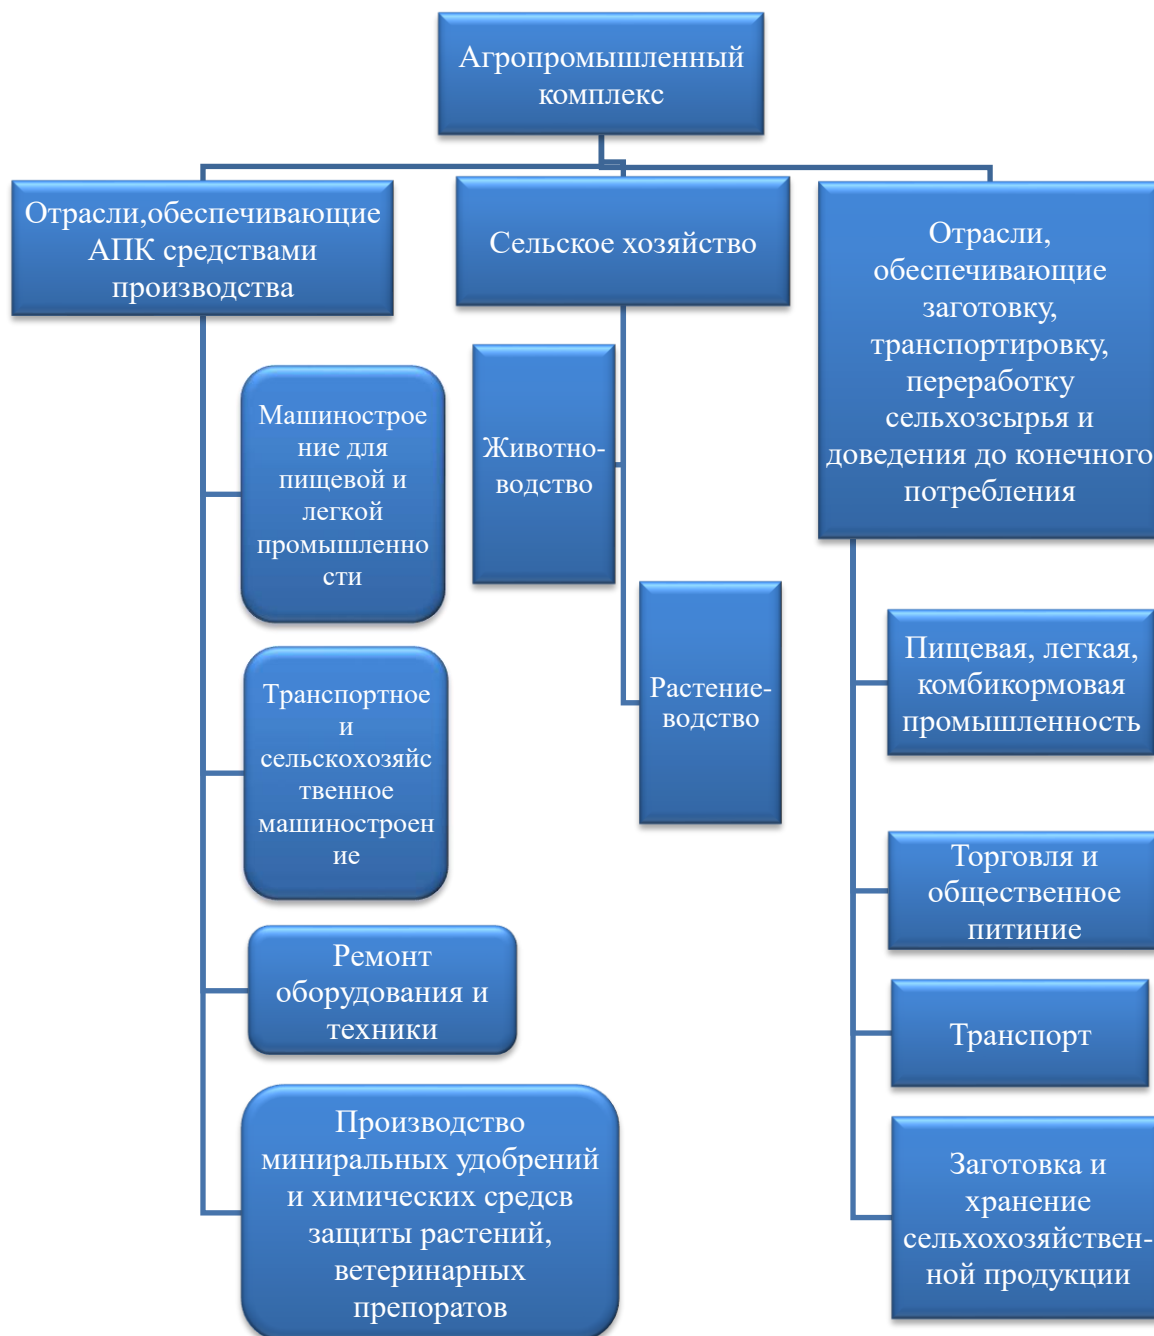 Агропромышленный
комплекс
Отрасли,обеспечивающие
АПК средствами
производства
Машинострое
ние для
пищевой и
легкой
промышленно
сти
Транспортное
и
сельскохозяйс
твенное
машиностроен
ие
Ремонт
оборудования и
техники
Производство
миниральных удобрений
и химических средсв
защиты растений,
ветеринарных
препоратов
Сельское хозяйство
Животно-
водство
Растение-
водство
Отрасли,
обеспечивающие
заготовку,
транспортировку,
переработку
сельхозсырья и
доведения до конечного
потребления
Пищевая, легкая,
комбикормовая
промышленность
Торговля и
общественное
питиние
Транспорт
Заготовка и
хранение
сельхохозяйствен-
ной продукции